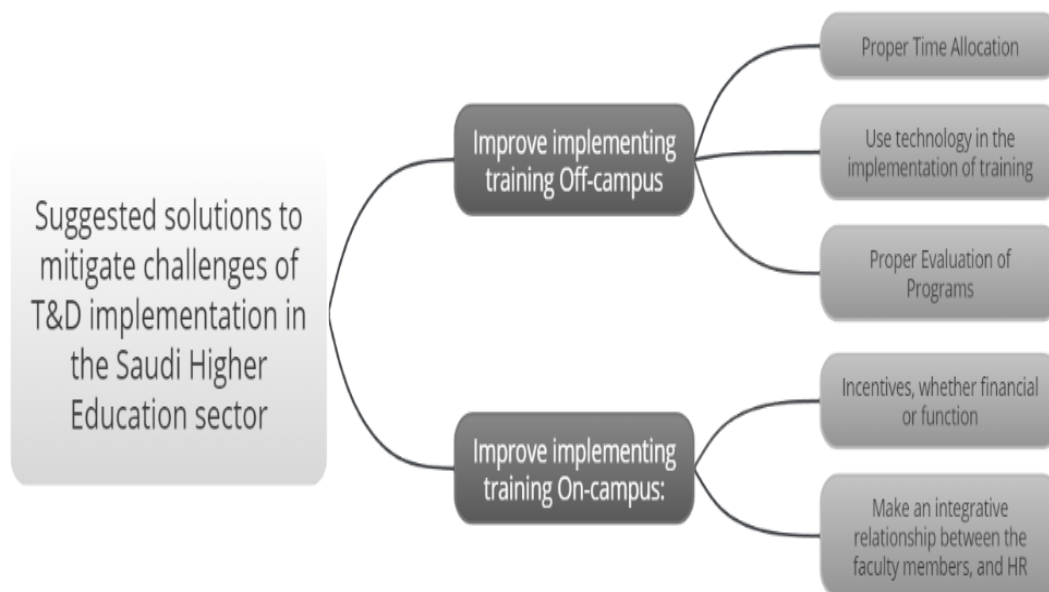 Suggested solutions to
mitigate challenges of
T&D implementation in
the Saudi Higher
Education sector
Improve implementing
training Off-campus
Proper Time Allocation
Use technology in the
implementation of training
Proper Evaluation of
Programs
Improve implementing
training On-campus:
Incentives, whether financial
or function
Make an integrative
relationship between the
faculty members, and HR